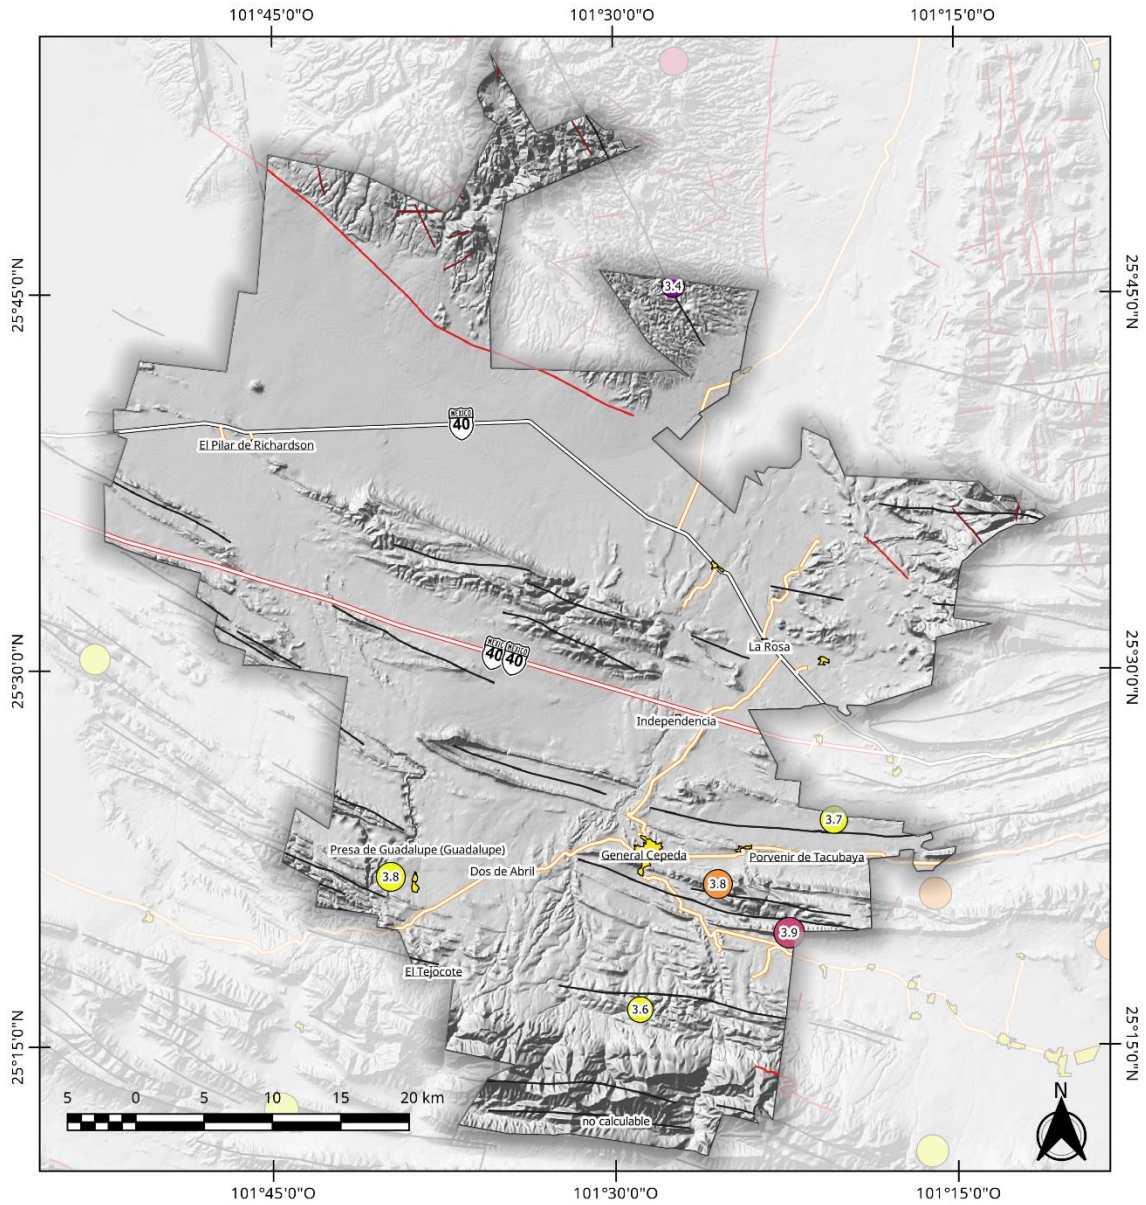 101°45'0"O
101°30'0"O
101°15'0"O
25°45'0"N
25°45'0"N
3.4
MEXICO
40
El Pilar de Richardson
La Rosa
MEXICO
40
MEXICO
40
25°30'0"N
25°30'0"N
Independencia
3.7
Presa de Guadalupe (Guadalupe)
General Cepeda
Porvenir de Tacubaya
Dos de Abril
3.8
3.8
3.9
El Tejocote
3.6
25°15'0"N
25°15'0"N
5 0 5 10 15 20 km
no calculable
N
101°45'0"O
101°30'0"O
101°15'0"O